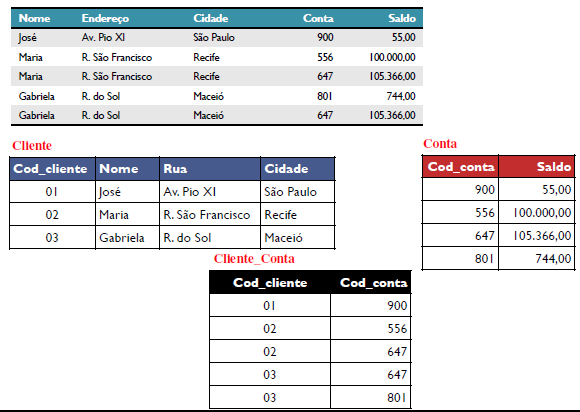 Nome Endereço Cidade Conta Saldo
José Av. Pio XI São Paulo 900 55,00
Maria R. São Francisco Recife 556 100.000,00
Maria R. São Francisco Recife 647 105.366,00
Gabriela R. do Sol Maceió 801 744,00
Gabriela R. do Sol Maceió 647 105.366,00
Cliente
Cod_cliente Nome Rua Cidade
01 José Av. Pio XI São Paulo
02 Maria R. São Francisco Recife
03 Gabriela R. do Sol Maceió
Conta
Cod_conta Saldo
900 55,00
556 100.000,00
647 105.366,00
801 744,00
Cliente_Conta
Cod_cliente Cod_conta
01 900
02 556
02 647
03 647
03 801